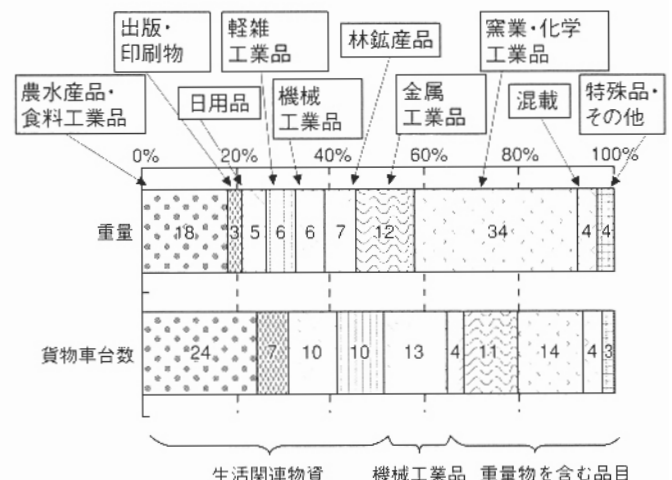 出版・
印刷物
軽雑
工業品
林鉱産品
窯業・化学
工業品
農水産品・
食料工業品
日用品
機械
工業品
金属
工業品
混載
特殊品・
その他
0% 20% 40% 60% 80% 100%
重量 18 3 5 6 6 7 12 34 4 4
貨物車台数 24 7 10 10 13 4 11 14 4 3
生活関連物資 機械工業品 重量物を含む品目